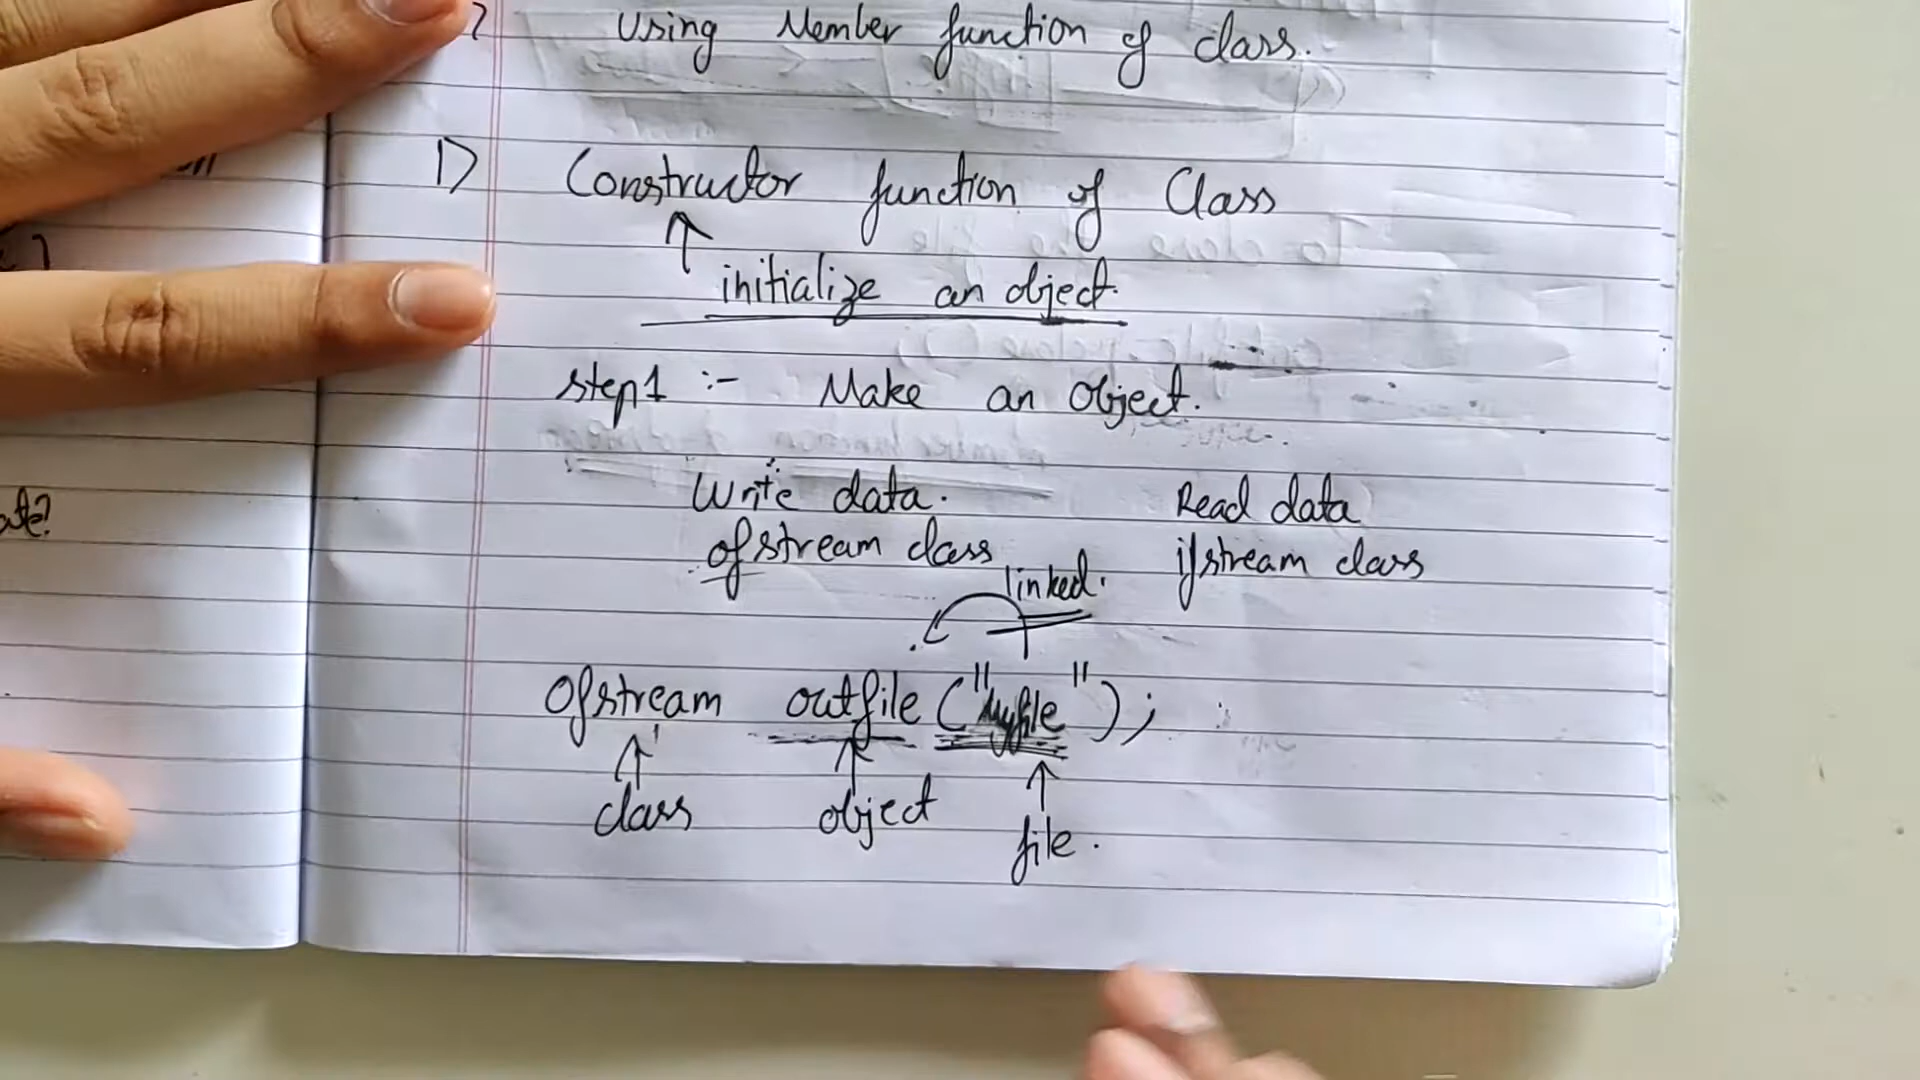 Using Member function of class.
1) Constructor function of Class
↑
initialize an object.
step1 :- Make an object.
Write data. Read data
ofstream class ifstream class
linked.
Ofstream outfile ("Myfile");
↑ ↑ ↑
class object file.